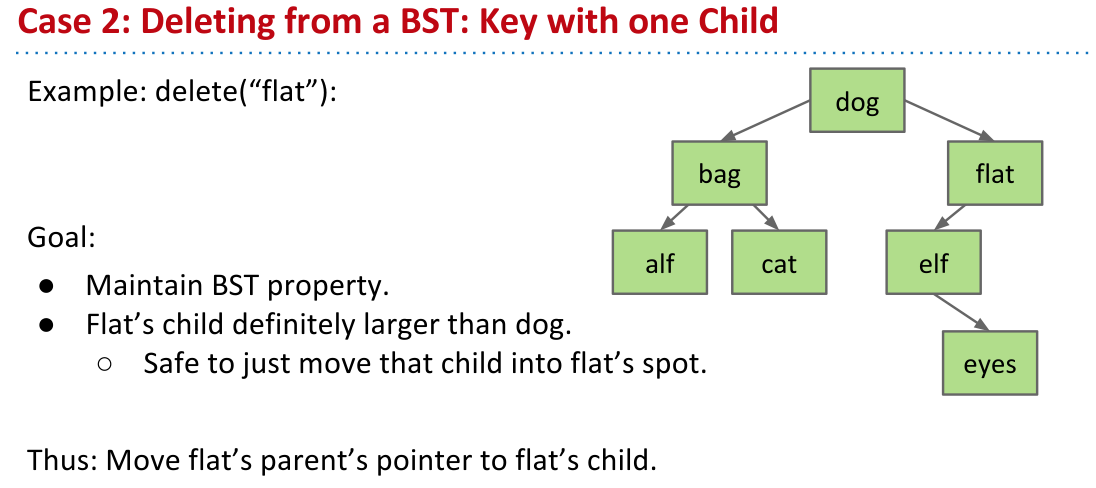 Case 2: Deleting from a BST: Key with one Child
Example: delete(“flat”):
dog
bag
flat
alf
cat
elf
eyes
Goal:
● Maintain BST property.
● Flat’s child definitely larger than dog.
○ Safe to just move that child into flat’s spot.
Thus: Move flat’s parent’s pointer to flat’s child.